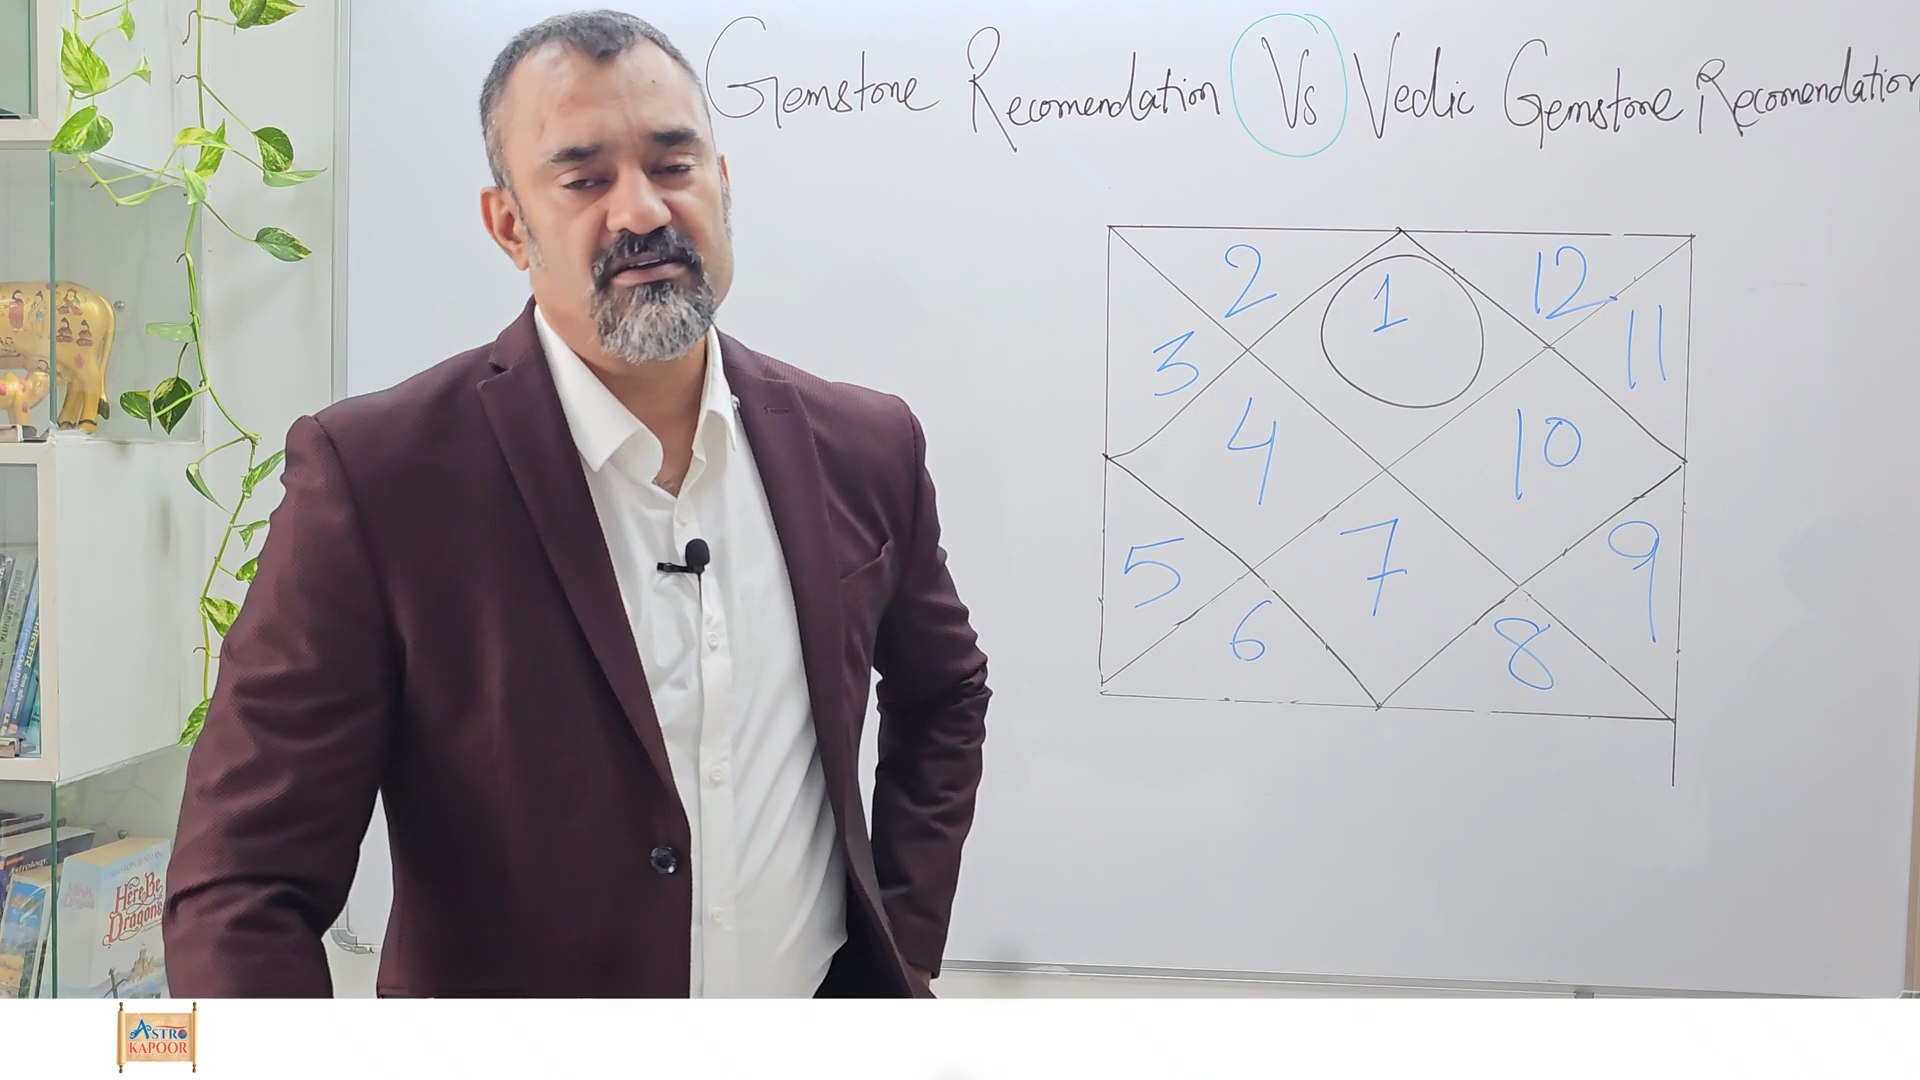 Gemstone Recomendation Vs Vedic Gemstone Recomendation
2
1
12
3
11
4
10
5
7
9
6
8
Astrology
Here Be
Dragons
ASTRO
KAPOOR